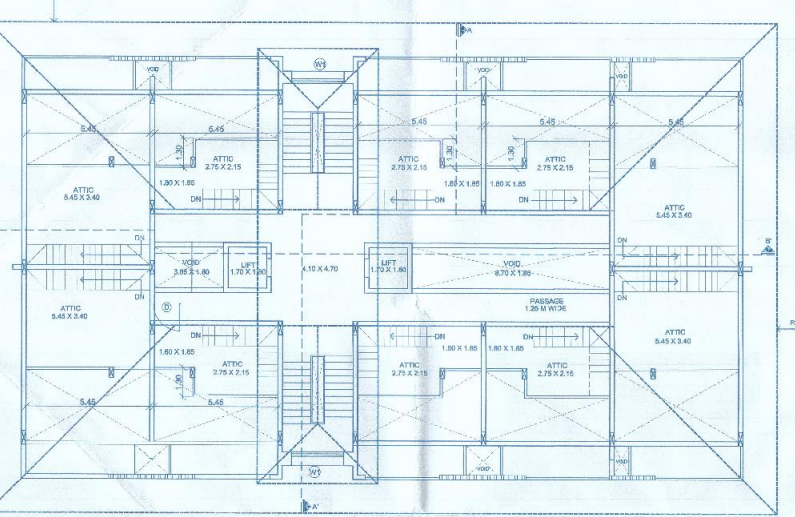 A
W1
VOID
VOID
VOID
5.45
5.45
5.45
5.45
5.45
1.30
1.30
1.30
ATTIC
2.75 X 2.15
ATTIC
2.75 X 2.15
ATTIC
2.75 X 2.15
1.80 X 1.85
1.80 X 1.85
1.80 X 1.85
ATTIC
5.45 X 3.40
ATTIC
5.45 X 3.40
DN
DN
DN
DN
DN
B'
VOID
3.85 X 1.80
LIFT
1.70 X 1.80
4.10 X 4.70
LIFT
1.70 X 1.80
VOID
8.70 X 1.80
DN
DN
PASSAGE
1.25 M WIDE
ATTIC
5.45 X 3.40
D
ATTIC
5.45 X 3.40
R
DN
DN
DN
1.80 X 1.85
1.80 X 1.85
1.80 X 1.85
ATTIC
2.75 X 2.15
ATTIC
2.75 X 2.15
ATTIC
2.75 X 2.15
1.30
5.45
5.45
VOID
VOID
W1
A'